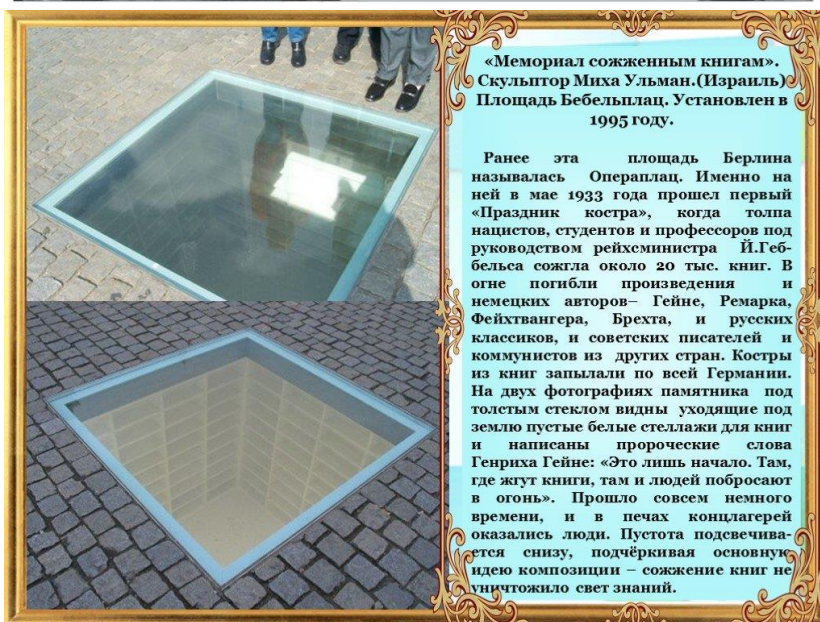 «Мемориал сожженным книгам».
Скульптор Миха Ульман.(Израиль)
Площадь Бебельплац. Установлен в
1995 году.
Ранее эта площадь Берлина
называлась Операплац. Именно на
ней в мае 1933 года прошел первый
«Праздник костра», когда толпа
нацистов, студентов и профессоров под
руководством рейхсминистра Й.Геб-
бельса сожгла около 20 тыс. книг. В
огне погибли произведения и
немецких авторов– Гейне, Ремарка,
Фейхтвангера, Брехта, и русских
классиков, и советских писателей и
коммунистов из других стран. Костры
из книг запылали по всей Германии.
На двух фотографиях памятника под
толстым стеклом видны уходящие под
землю пустые белые стеллажи для книг
и написаны пророческие слова
Генриха Гейне: «Это лишь начало. Там,
где жгут книги, там и людей побросают
в огонь». Прошло совсем немного
времени, и в печах концлагерей
оказались люди. Пустота подсвечива-
ется снизу, подчёркивая основную
идею композиции – сожжение книг не
уничтожило свет знаний.